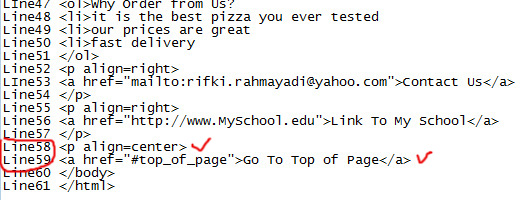 LIne47 <ol>Why Order from Us?
Line48 <li>it is the best pizza you ever tested
Line49 <li>our prices are great
Line50 <li>fast delivery
Line51 </ol>
Line52 <p align=right>
LIne53 <a href="mailto:rifki.rahmayadi@yahoo.com">Contact Us</a>
Line54 </p>
Line55 <p align=right>
Line56 <a href="http://www.MySchool.edu">Link To My School</a>
Line57 </p>
Line58 <p align=center>
Line59 <a href="#top_of_page">Go To Top of Page</a>
Line60 </body>
Line61 </html>